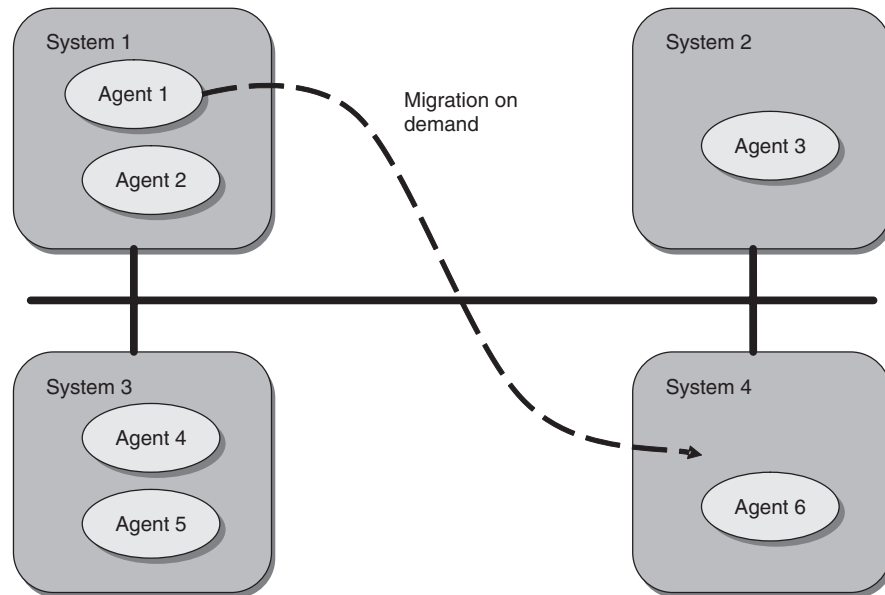 System 1
Agent 1
Agent 2
Migration on
demand
System 2
Agent 3
System 3
Agent 4
Agent 5
System 4
Agent 6